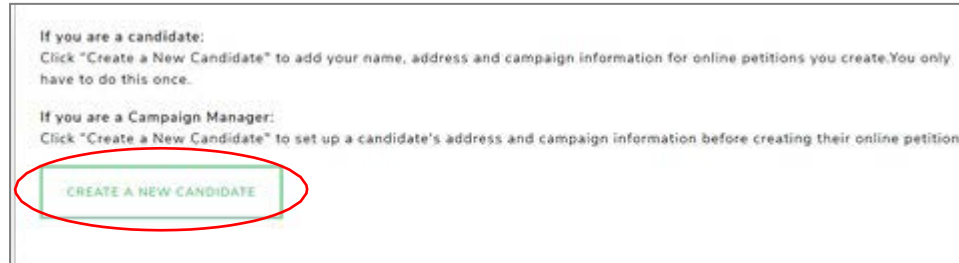 If you are a candidate:
Click "Create a New Candidate" to add your name, address and campaign information for online petitions you create.You only
have to do this once.
If you are a Campaign Manager:
Click "Create a New Candidate" to set up a candidate's address and campaign information before creating their online petition
CREATE A NEW CANDIDATE